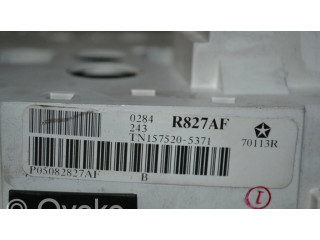 0284 R827AF
243
TN157520-5371 70113R
P05082827AF B
1
Ovoko